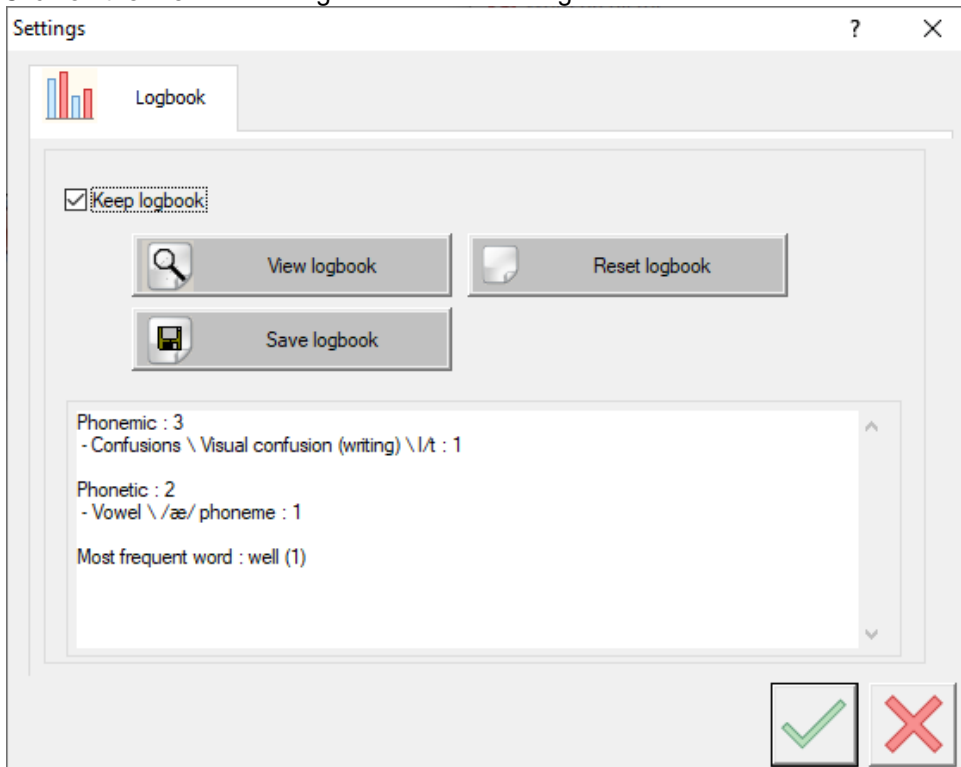 Settings ?
Logbook
Keep logbook
View logbook
Reset logbook
Save logbook
Phonemic : 3
- Confusions \ Visual confusion (writing) \ l/t : 1
Phonetic : 2
- Vowel \ /æ/ phoneme : 1
Most frequent word : well (1)